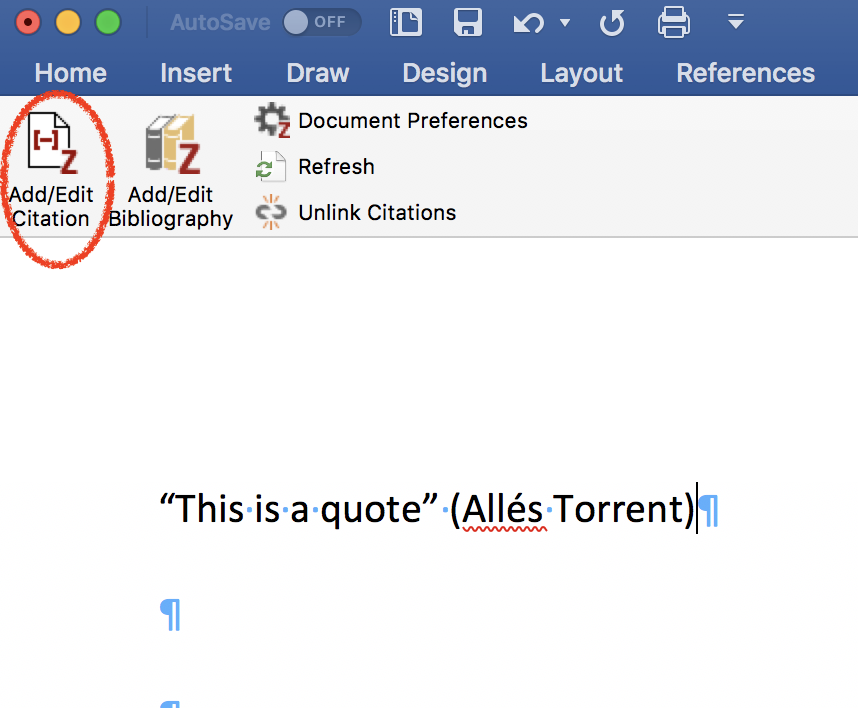 AutoSave OFF
Home Insert Draw Design Layout References
Document Preferences
Refresh
Unlink Citations
Add/Edit
Citation
Add/Edit
Bibliography
“This·is·a·quote”·(Allés·Torrent)¶
¶
¶